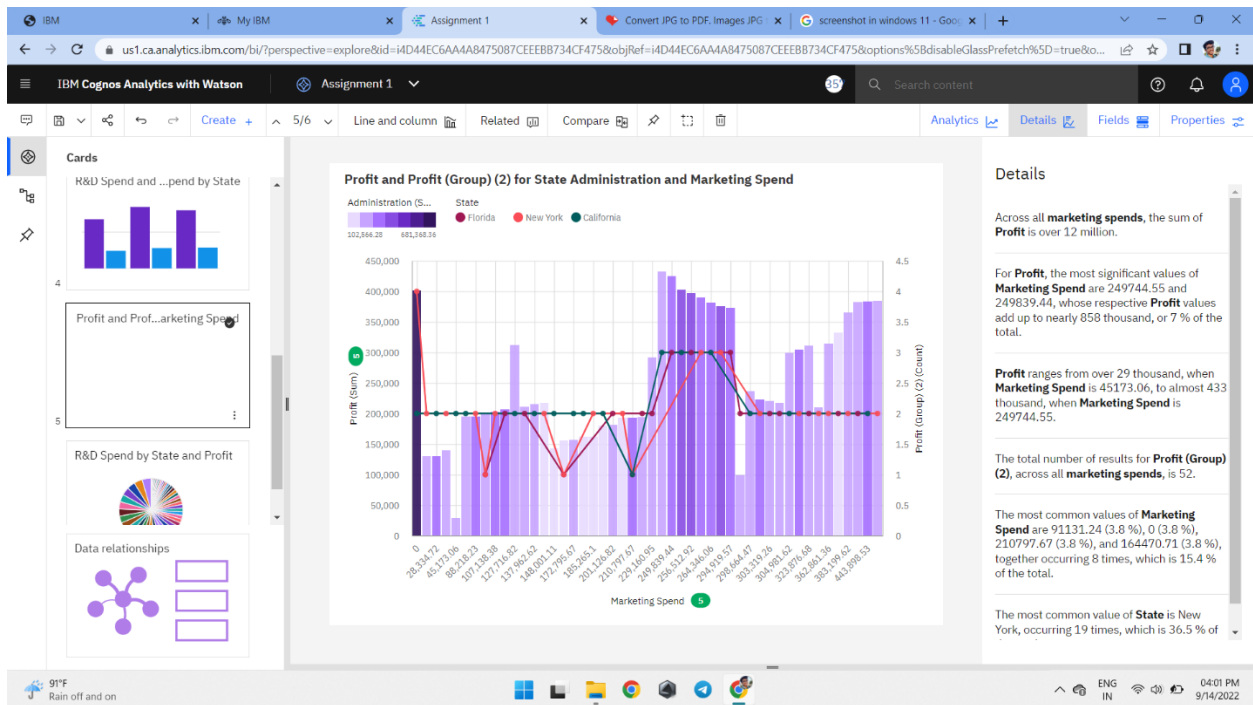 IBM
My IBM
Assignment 1
Convert JPG to PDF. Images JPG
screenshot in windows 11 - Goo
us1.ca.analytics.ibm.com/bi/?perspective=explore&id=i4D44EC6AA4A8475087CEEEBB734CF475&objRef=i4D44EC6AA4A8475087CEEEBB734CF475&options%5BdisableGlassPrefetch%5D=true&o...
IBM Cognos Analytics with Watson
Assignment 1
35
Search content
Create +
5/6
Line and column
Related
Compare
Analytics
Details
Fields
Properties
Cards
R&D Spend and ...pend by State
4
Profit and Prof...arketing Spend
5
R&D Spend by State and Profit
Data relationships
Profit and Profit (Group) (2) for State Administration and Marketing Spend
Administration (S...
102,966.28 681,368.36
State
Florida New York California
450,000
400,000
350,000
300,000
250,000
200,000
150,000
100,000
50,000
0
Profit (Sum)
5
4.5
4
3.5
3
2.5
2
1.5
1
0.5
0
Profit (Group) (2) (Count)
0
28,334.72
45,173.06
88,218.23
107,138.38
127,716.82
137,962.62
148,001.11
172,795.67
185,265.1
201,126.82
210,797.67
229,160.95
249,839.44
256,512.92
264,346.06
294,919.57
298,664.47
303,319.26
304,981.62
323,876.68
362,861.36
383,199.62
443,898.53
Marketing Spend 5
Details
Across all marketing spends, the sum of
Profit is over 12 million.
For Profit, the most significant values of
Marketing Spend are 249744.55 and
249839.44, whose respective Profit values
add up to nearly 858 thousand, or 7 % of the
total.
Profit ranges from over 29 thousand, when
Marketing Spend is 45173.06, to almost 433
thousand, when Marketing Spend is
249744.55.
The total number of results for Profit (Group)
(2), across all marketing spends, is 52.
The most common values of Marketing
Spend are 91131.24 (3.8 %), 0 (3.8 %),
210797.67 (3.8 %), and 164470.71 (3.8 %),
together occurring 8 times, which is 15.4 %
of the total.
The most common value of State is New
York, occurring 19 times, which is 36.5 % of
91°F
Rain off and on
ENG
IN
04:01 PM
9/14/2022